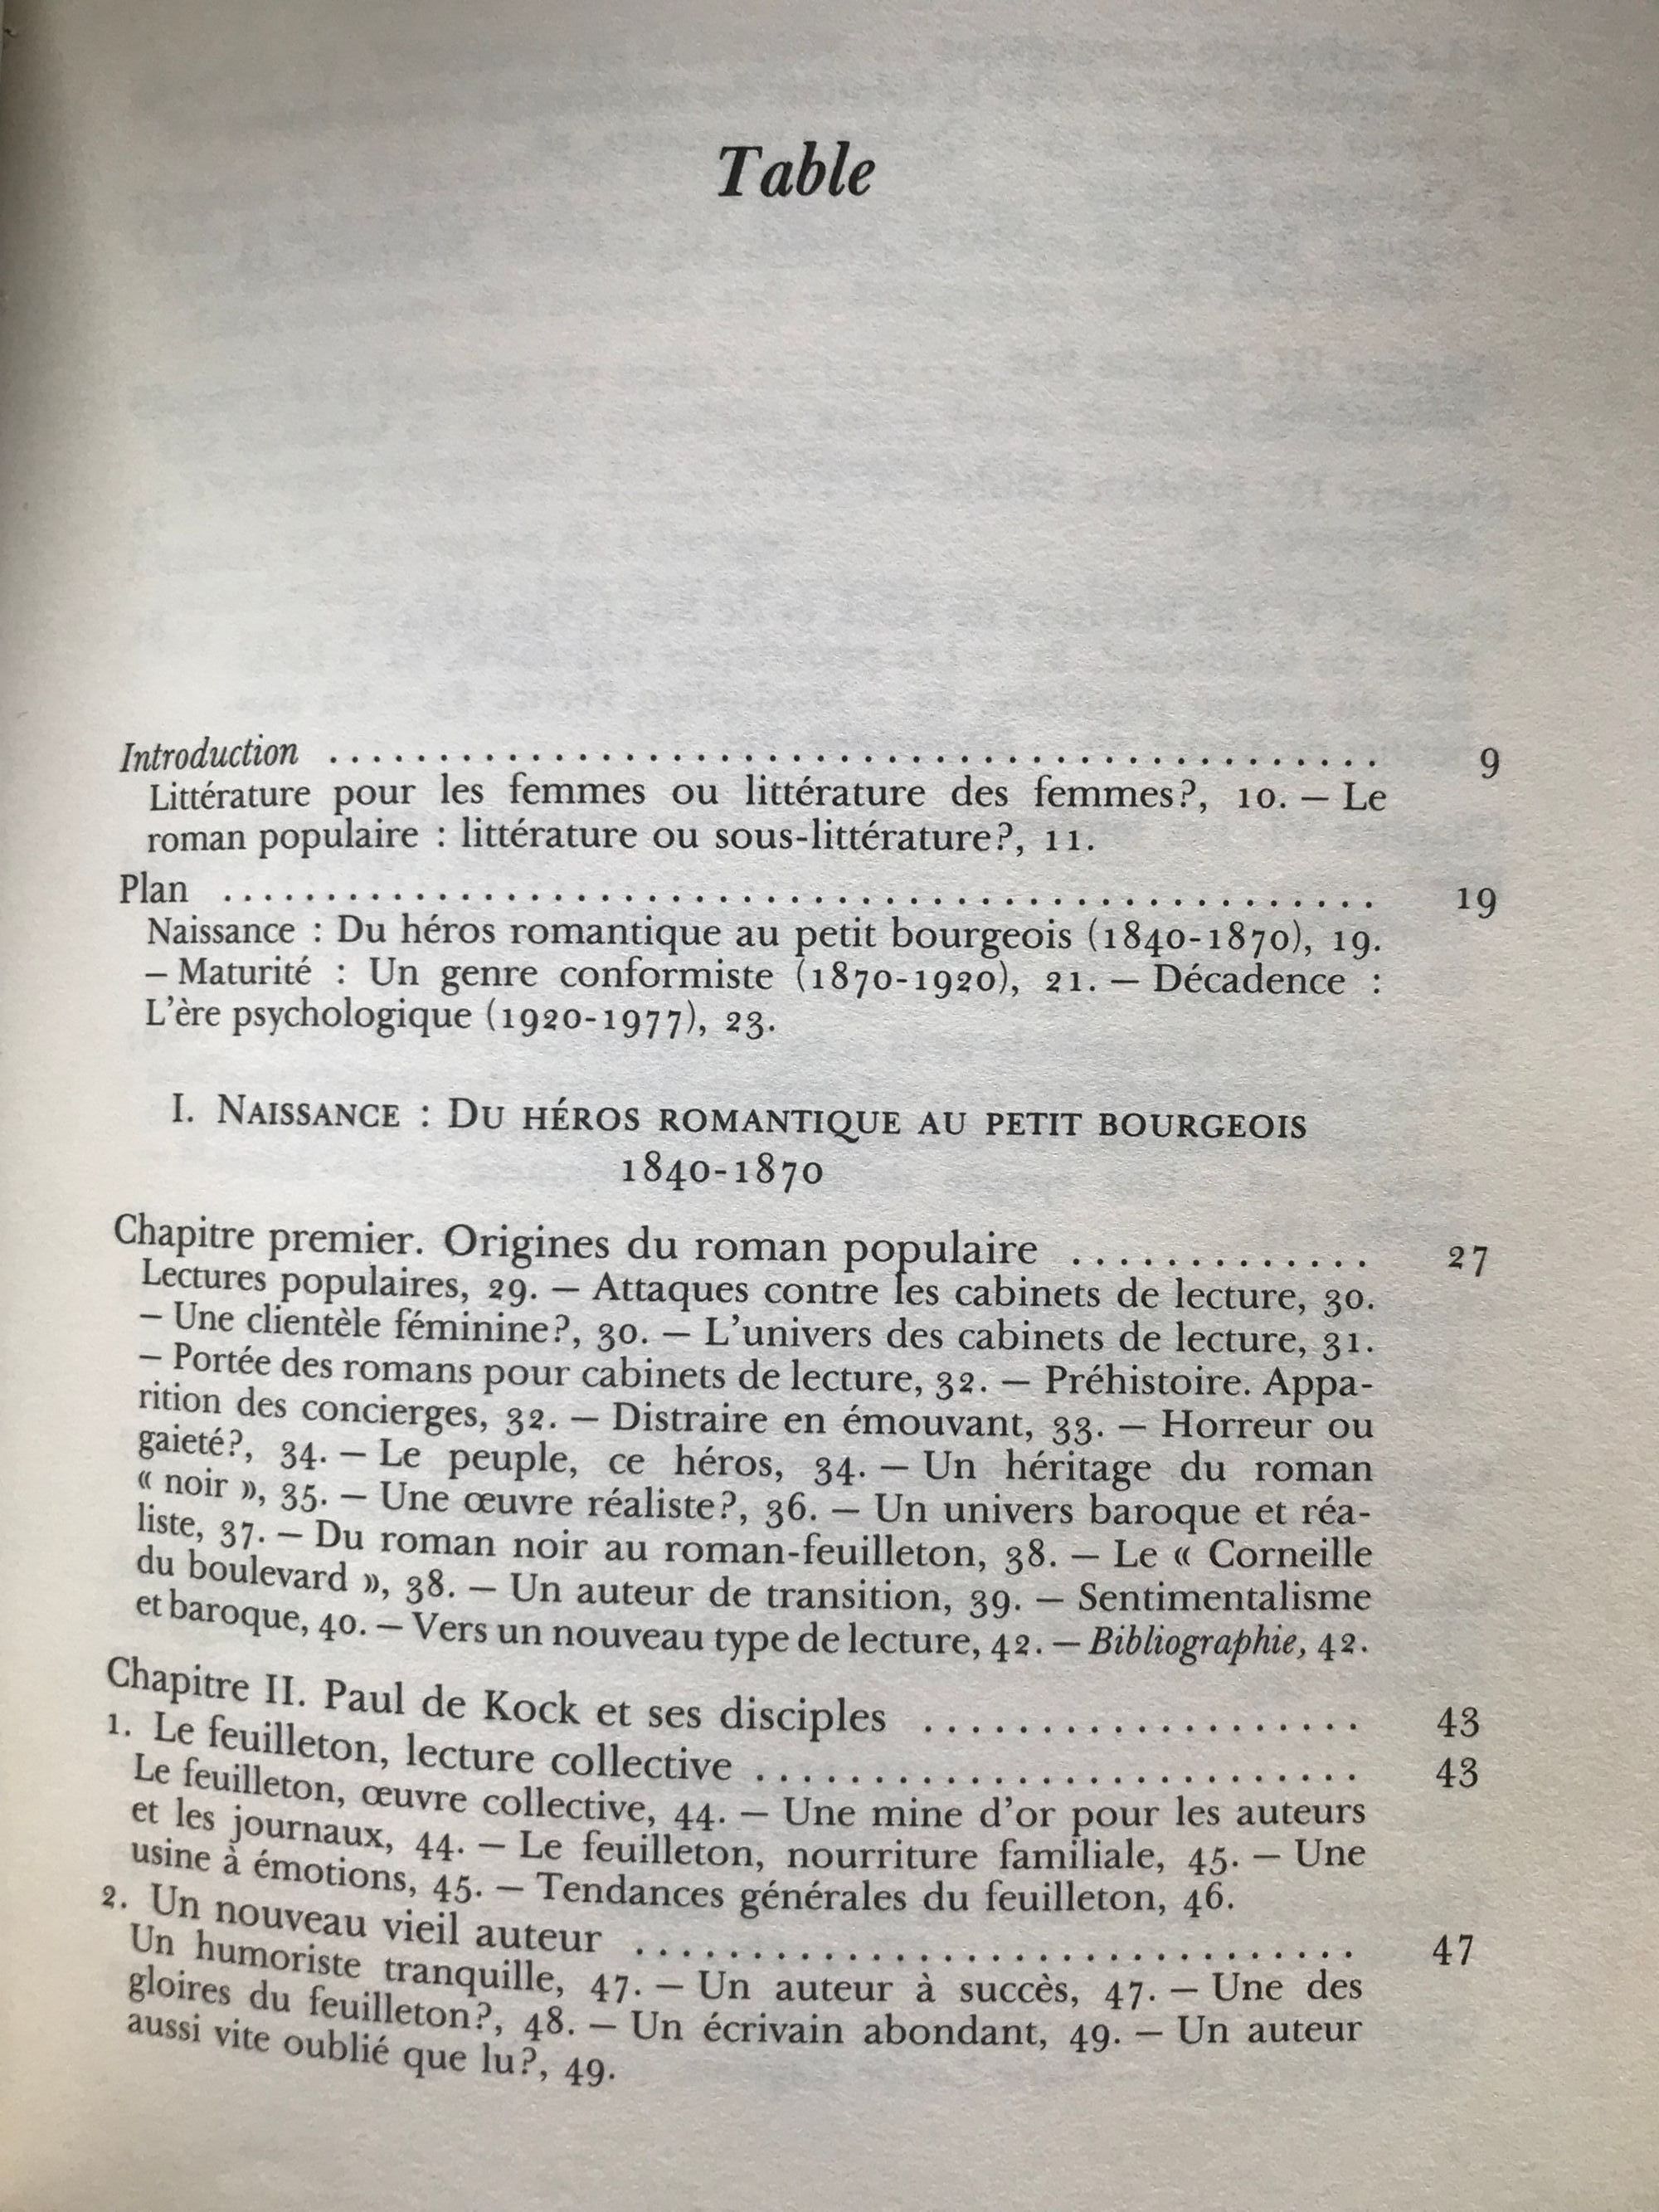 Table
Introduction ........................................ 9
Littérature pour les femmes ou littérature des femmes?, 10. – Le
roman populaire : littérature ou sous-littérature?, 11.
Plan ............................................ 19
Naissance : Du héros romantique au petit bourgeois (1840-1870), 19.
– Maturité : Un genre conformiste (1870-1920), 21. – Décadence :
L'ère psychologique (1920-1977), 23.
I. NAISSANCE : DU HÉROS ROMANTIQUE AU PETIT BOURGEOIS
1840-1870
Chapitre premier. Origines du roman populaire ............. 27
Lectures populaires, 29. – Attaques contre les cabinets de lecture, 30.
– Une clientèle féminine?, 30. – L'univers des cabinets de lecture, 31.
– Portée des romans pour cabinets de lecture, 32. – Préhistoire. Appa-
rition des concierges, 32. – Distraire en émouvant, 33. – Horreur ou
gaieté?, 34. – Le peuple, ce héros, 34. – Un héritage du roman
« noir », 35. – Une œuvre réaliste?, 36. – Un univers baroque et réa-
liste, 37. – Du roman noir au roman-feuilleton, 38. – Le « Corneille
du boulevard », 38. – Un auteur de transition, 39. – Sentimentalisme
et baroque, 40. – Vers un nouveau type de lecture, 42. – Bibliographie, 42.
Chapitre II. Paul de Kock et ses disciples ................... 43
1. Le feuilleton, lecture collective .......................... 43
Le feuilleton, œuvre collective, 44. – Une mine d'or pour les auteurs
et les journaux, 44. – Le feuilleton, nourriture familiale, 45. – Une
usine à émotions, 45. – Tendances générales du feuilleton, 46.
2. Un nouveau vieil auteur ............................... 47
Un humoriste tranquille, 47. – Un auteur à succès, 47. – Une des
gloires du feuilleton?, 48. – Un écrivain abondant, 49. – Un auteur
aussi vite oublié que lu?, 49.